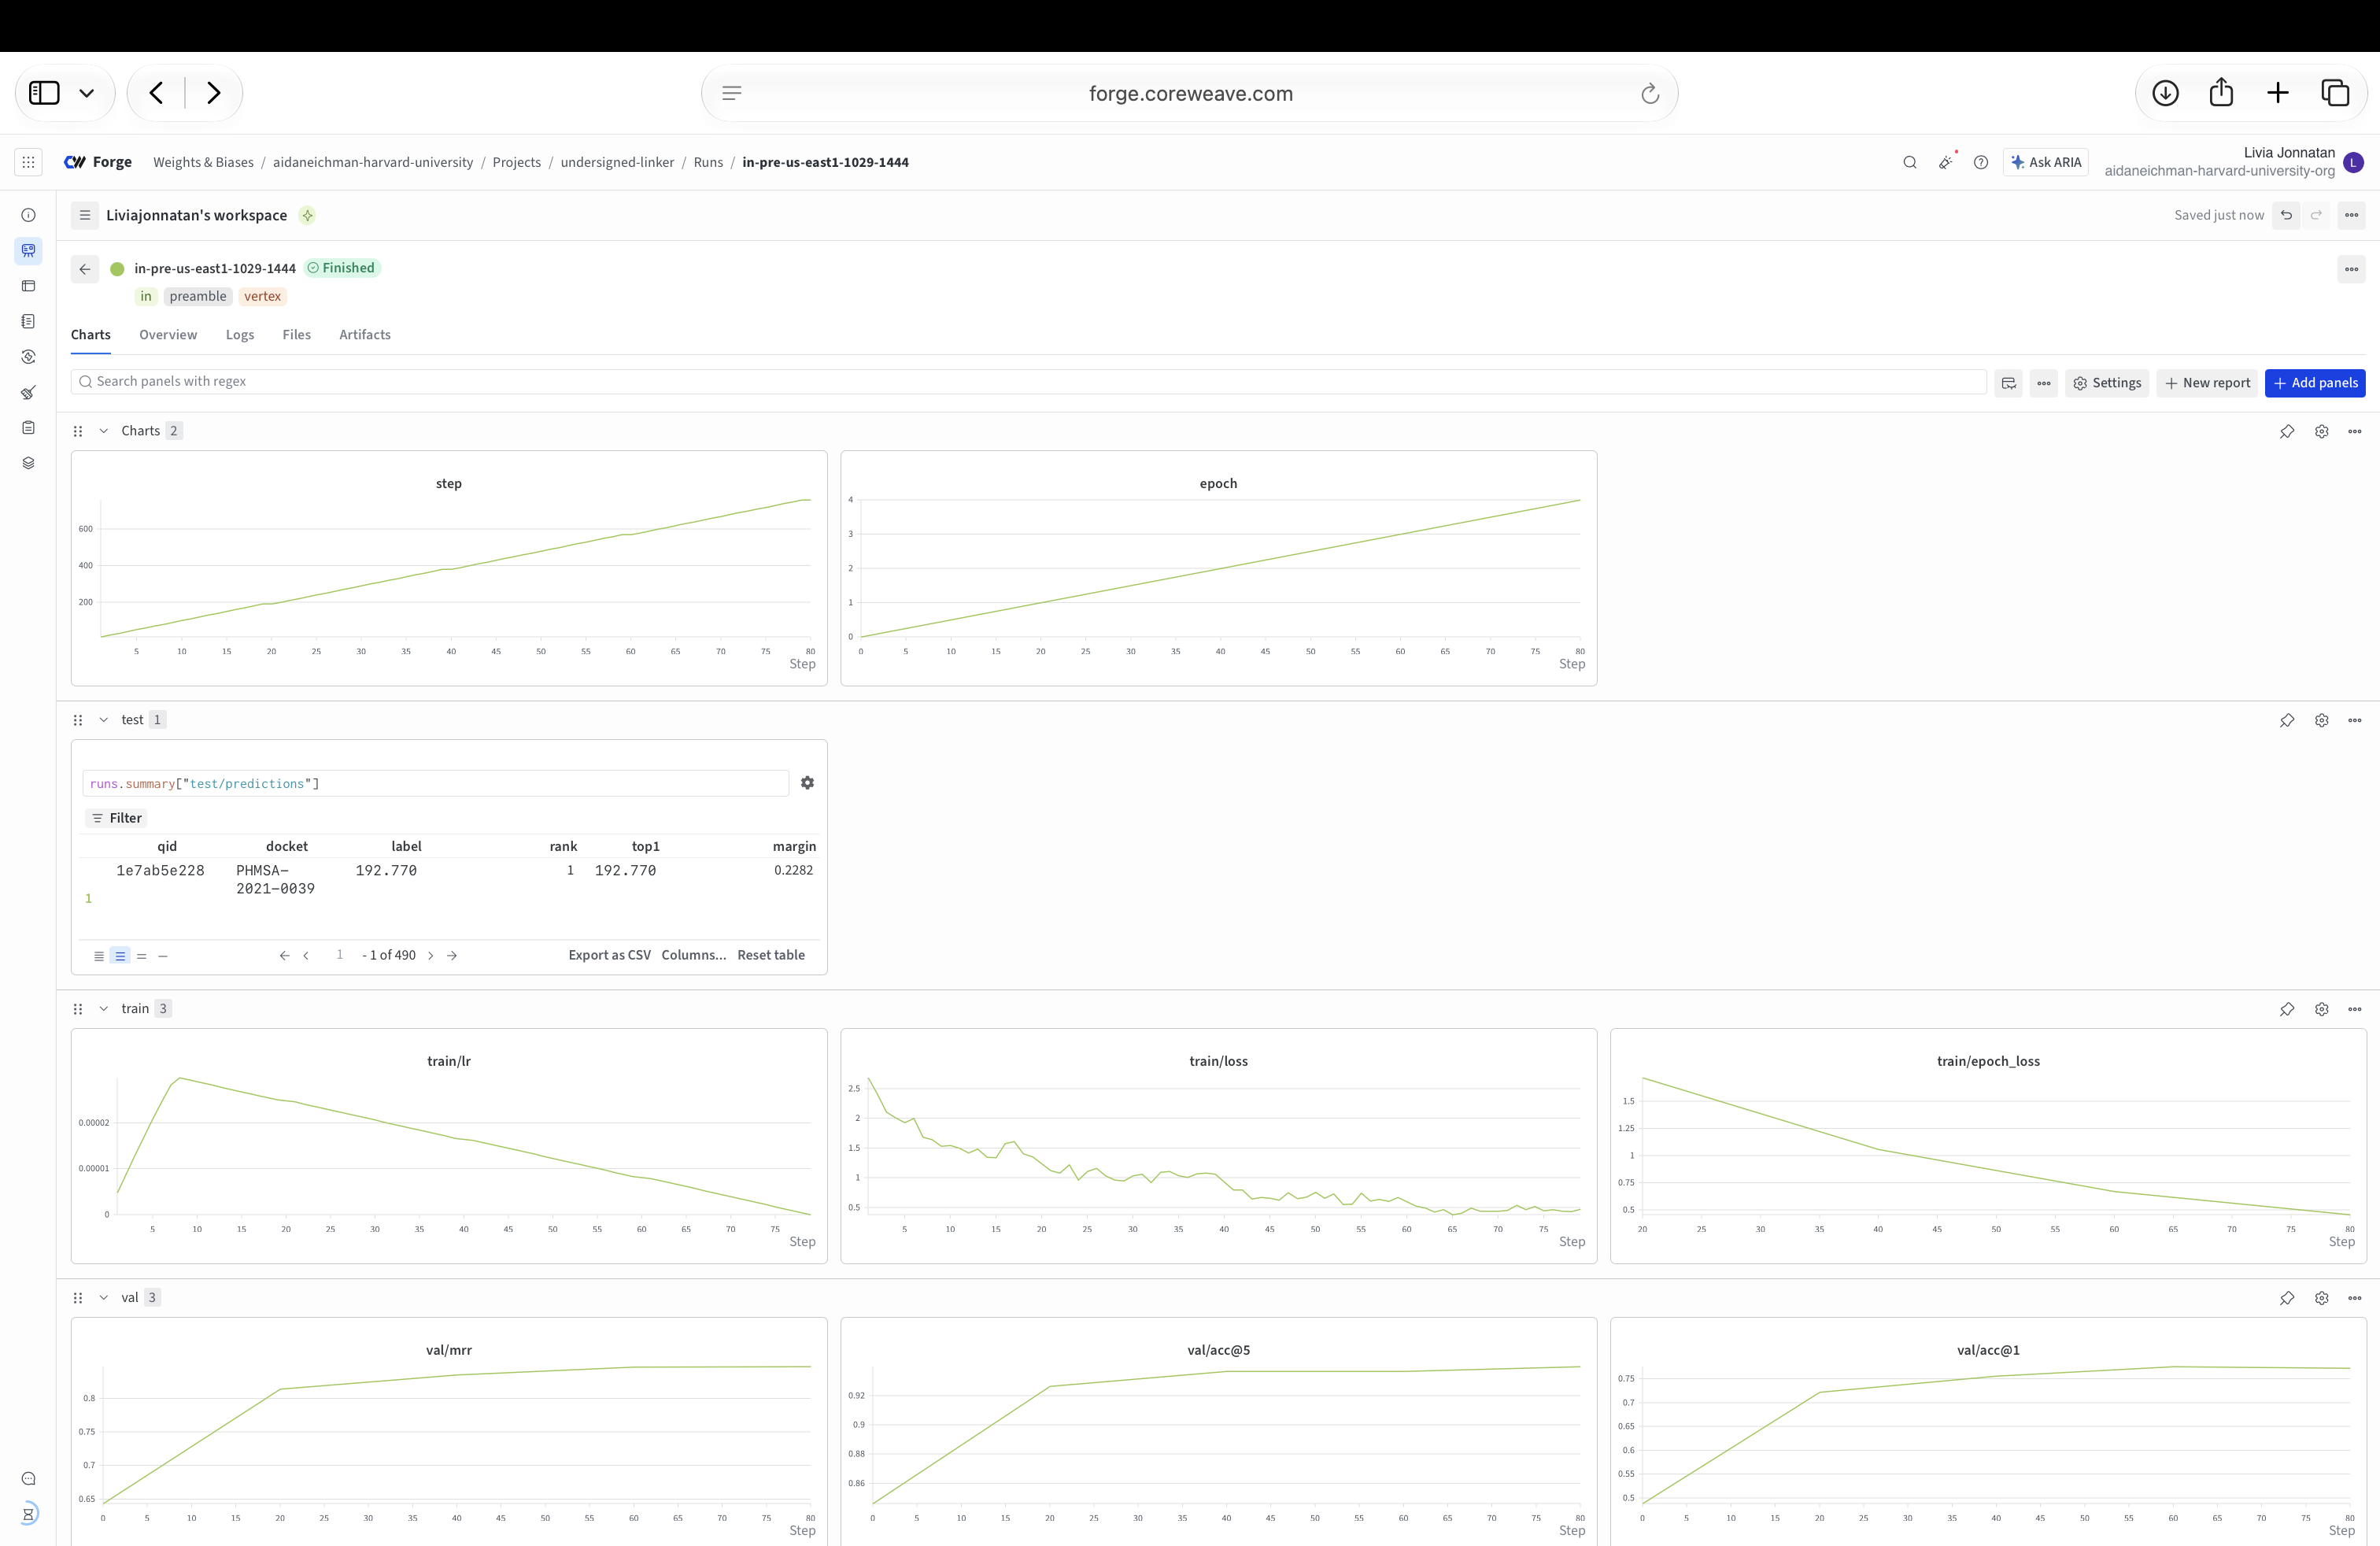 forge.coreweave.com
Forge Weights & Biases / aidaneichman-harvard-university / Projects / undersigned-linker / Runs / in-pre-us-east1-1029-1444
Ask ARIA
Livia Jonnatan
aidaneichman-harvard-university-org
L
Liviajonnatan's workspace
Saved just now
in-pre-us-east1-1029-1444 Finished
in preamble vertex
Charts Overview Logs Files Artifacts
Search panels with regex
Settings
New report
Add panels
Charts 2
step
600
400
200
5 10 15 20 25 30 35 40 45 50 55 60 65 70 75 80
Step
epoch
4
3
2
1
0
0 5 10 15 20 25 30 35 40 45 50 55 60 65 70 75 80
Step
test 1
runs.summary["test/predictions"]
Filter
qid docket label rank top1 margin
1e7ab5e228 PHMSA- 192.770 1 192.770 0.2282
2021-0039
1
1 - 1 of 490
Export as CSV Columns... Reset table
train 3
train/lr
0.00002
0.00001
0
5 10 15 20 25 30 35 40 45 50 55 60 65 70 75
Step
train/loss
2.5
2
1.5
1
0.5
5 10 15 20 25 30 35 40 45 50 55 60 65 70 75
Step
train/epoch_loss
1.5
1.25
1
0.75
0.5
20 25 30 35 40 45 50 55 60 65 70 75 80
Step
val 3
val/mrr
0.8
0.75
0.7
0.65
0 5 10 15 20 25 30 35 40 45 50 55 60 65 70 75 80
Step
val/acc@5
0.92
0.9
0.88
0.86
0 5 10 15 20 25 30 35 40 45 50 55 60 65 70 75 80
Step
val/acc@1
0.75
0.7
0.65
0.6
0.55
0.5
0 5 10 15 20 25 30 35 40 45 50 55 60 65 70 75 80
Step